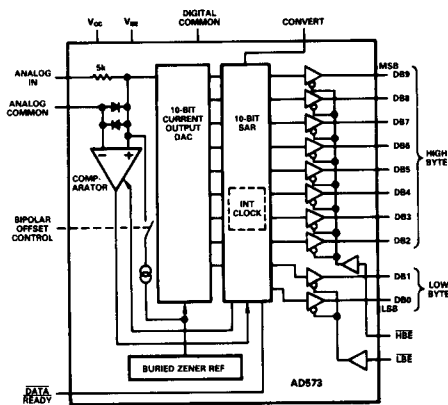 VCC
VEE
DIGITAL
COMMON
CONVERT
MSB
ANALOG
IN
5k
ANALOG
COMMON
10-BIT
CURRENT
OUTPUT
DAC
10-BIT
SAR
INT
CLOCK
DB9
DB8
DB7
DB6
DB5
DB4
DB3
DB2
HIGH
BYTE
DB1
DB0
LSB
LOW
BYTE
HBE
LBE
COMP-
ARATOR
BIPOLAR
OFFSET
CONTROL
BURIED ZENER REF
AD573
DATA
READY